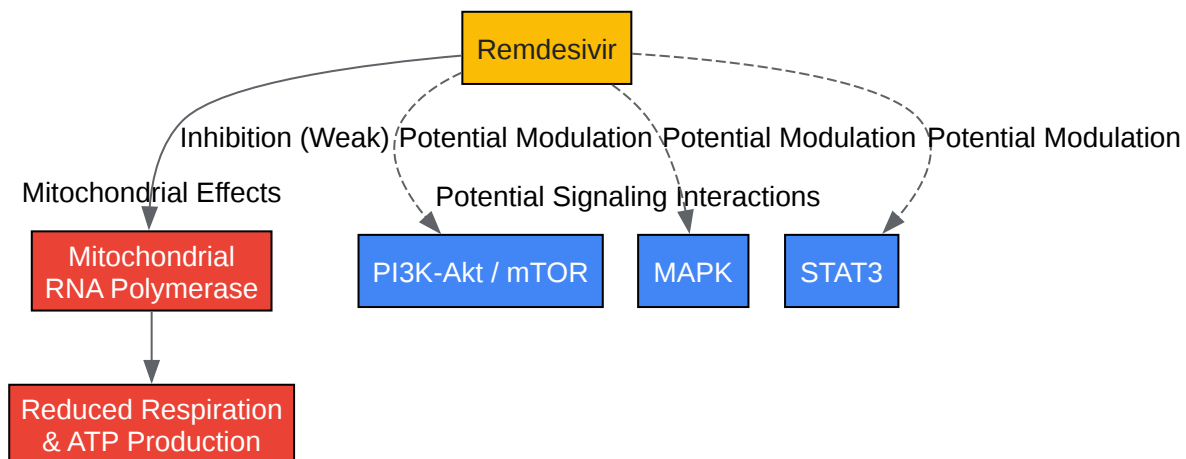 Remdesivir
Inhibition (Weak)
Potential Modulation
Potential Modulation
Potential Modulation
Mitochondrial Effects
Potential Signaling Interactions
Mitochondrial
RNA Polymerase
PI3K-Akt / mTOR
MAPK
STAT3
Reduced Respiration
& ATP Production